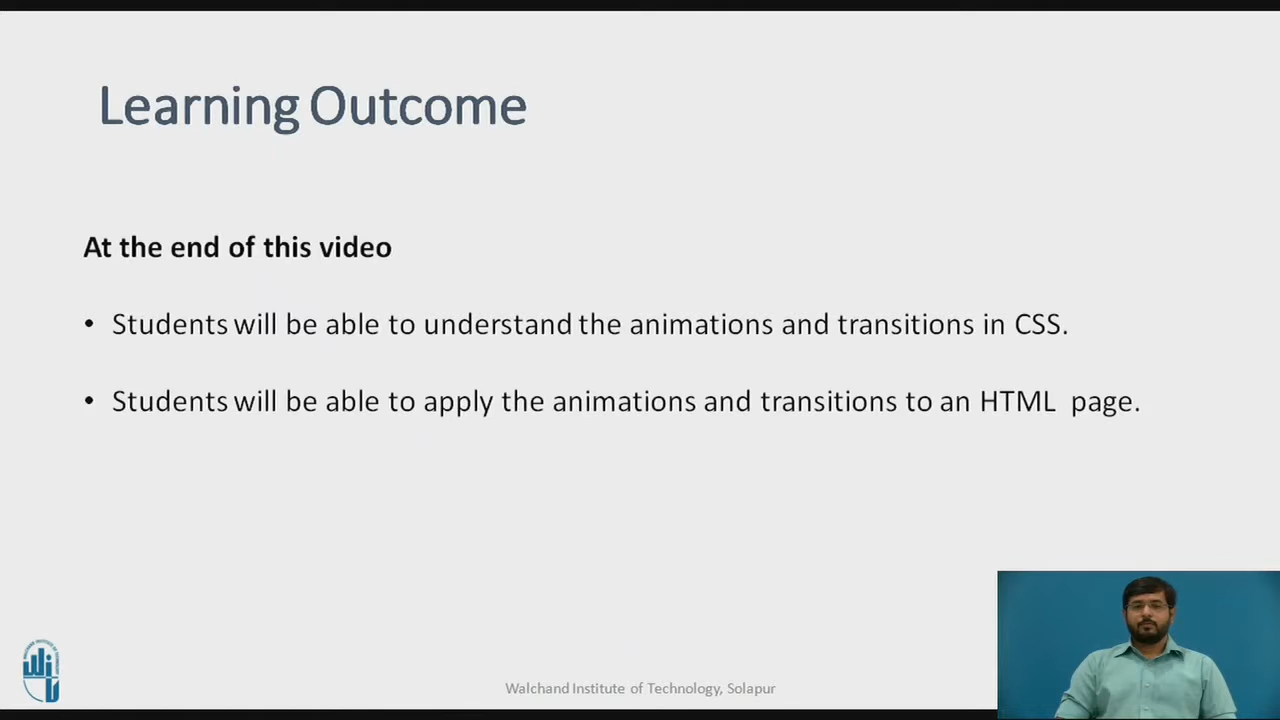 Learning Outcome
At the end of this video
• Students will be able to understand the animations and transitions in CSS.
• Students will be able to apply the animations and transitions to an HTML page.
Walchand Institute of Technology, Solapur